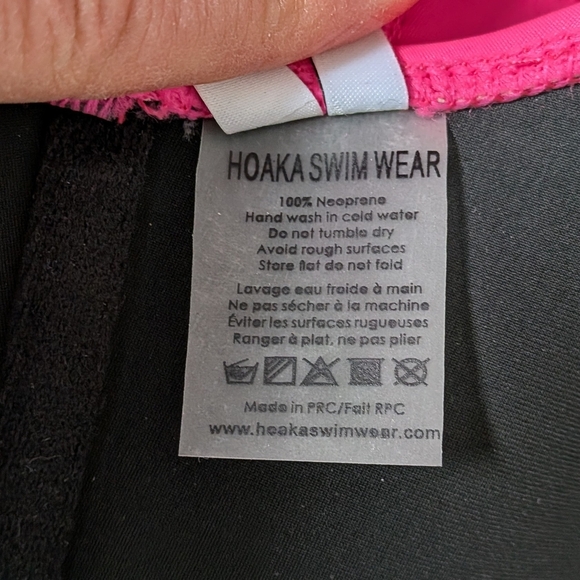 HOAKA SWIM WEAR
100% Neoprene
Hand wash in cold water
Do not tumble dry
Avoid rough surfaces
Store flat do not fold
Lavage eau froide à main
Ne pas sécher à la machine
Éviter les surfaces rugueuses
Ranger à plat, ne pas plier
Made in PRC/Fait RPC
www.hoakaswimwear.com